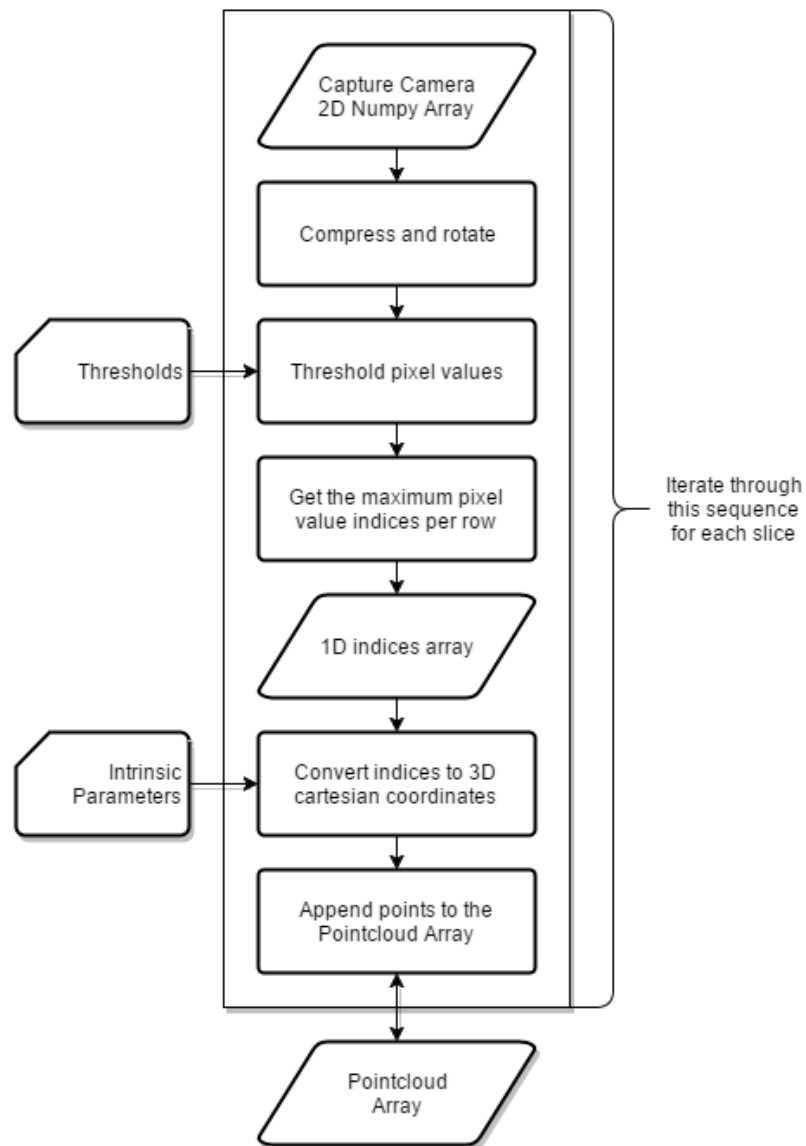 Capture Camera
2D Numpy Array
Compress and rotate
Thresholds
Threshold pixel values
Get the maximum pixel
value indices per row
Iterate through
this sequence
for each slice
1D indices array
Intrinsic
Parameters
Convert indices to 3D
cartesian coordinates
Append points to the
Pointcloud Array
Pointcloud
Array